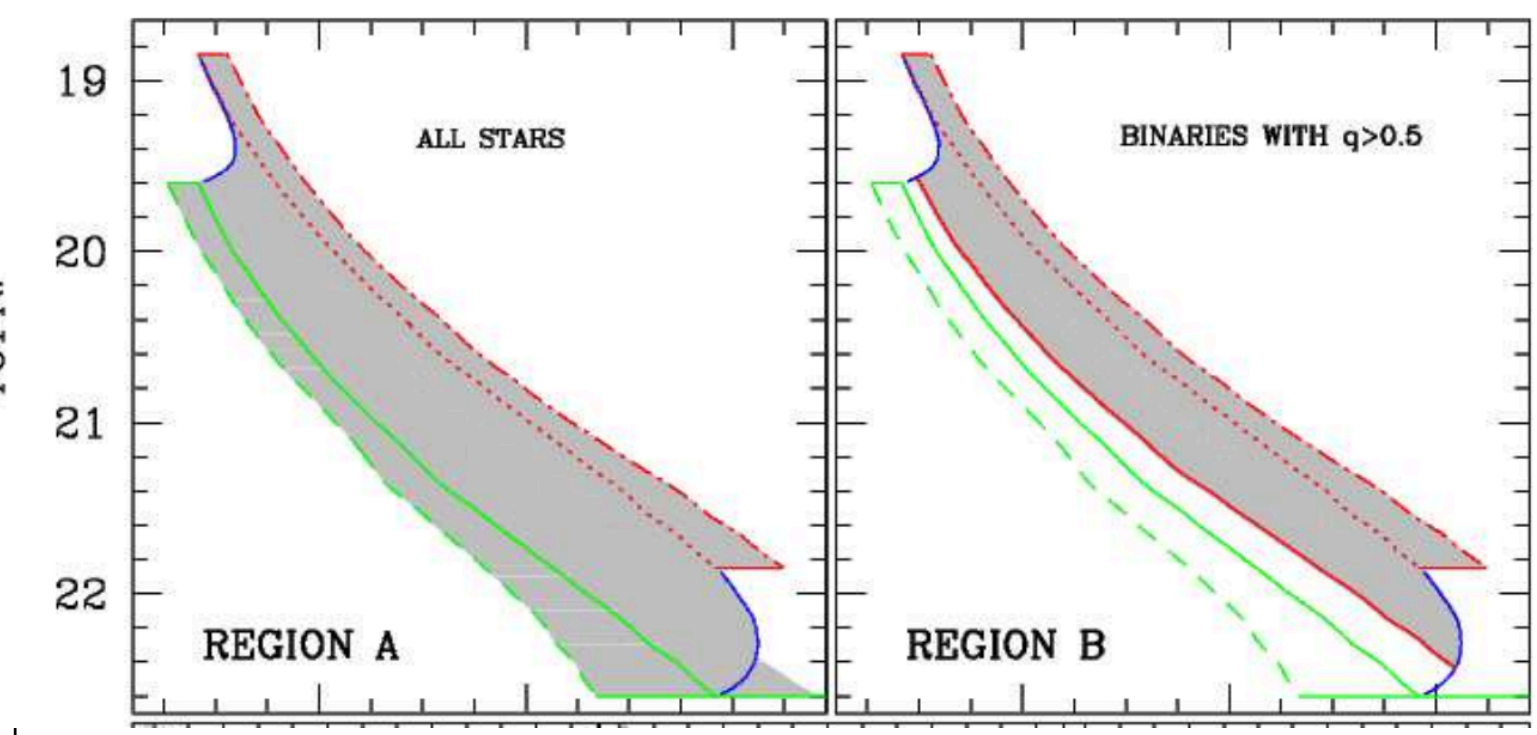 19
20
21
22
ALL STARS
REGION A
BINARIES WITH q>0.5
REGION B